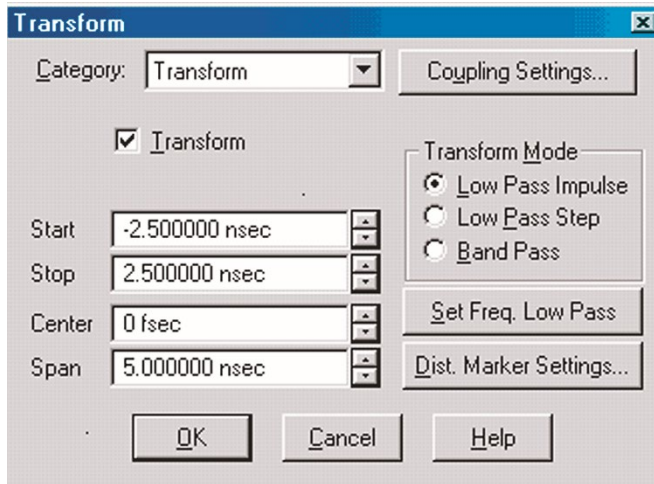 Transform
Category: Transform
Coupling Settings...
Transform
Transform Mode
Low Pass Impulse
Low Pass Step
Band Pass
Start -2.500000 nsec
Stop 2.500000 nsec
Center 0 fsec
Span 5.000000 nsec
Set Freq. Low Pass
Dist. Marker Settings...
OK Cancel Help